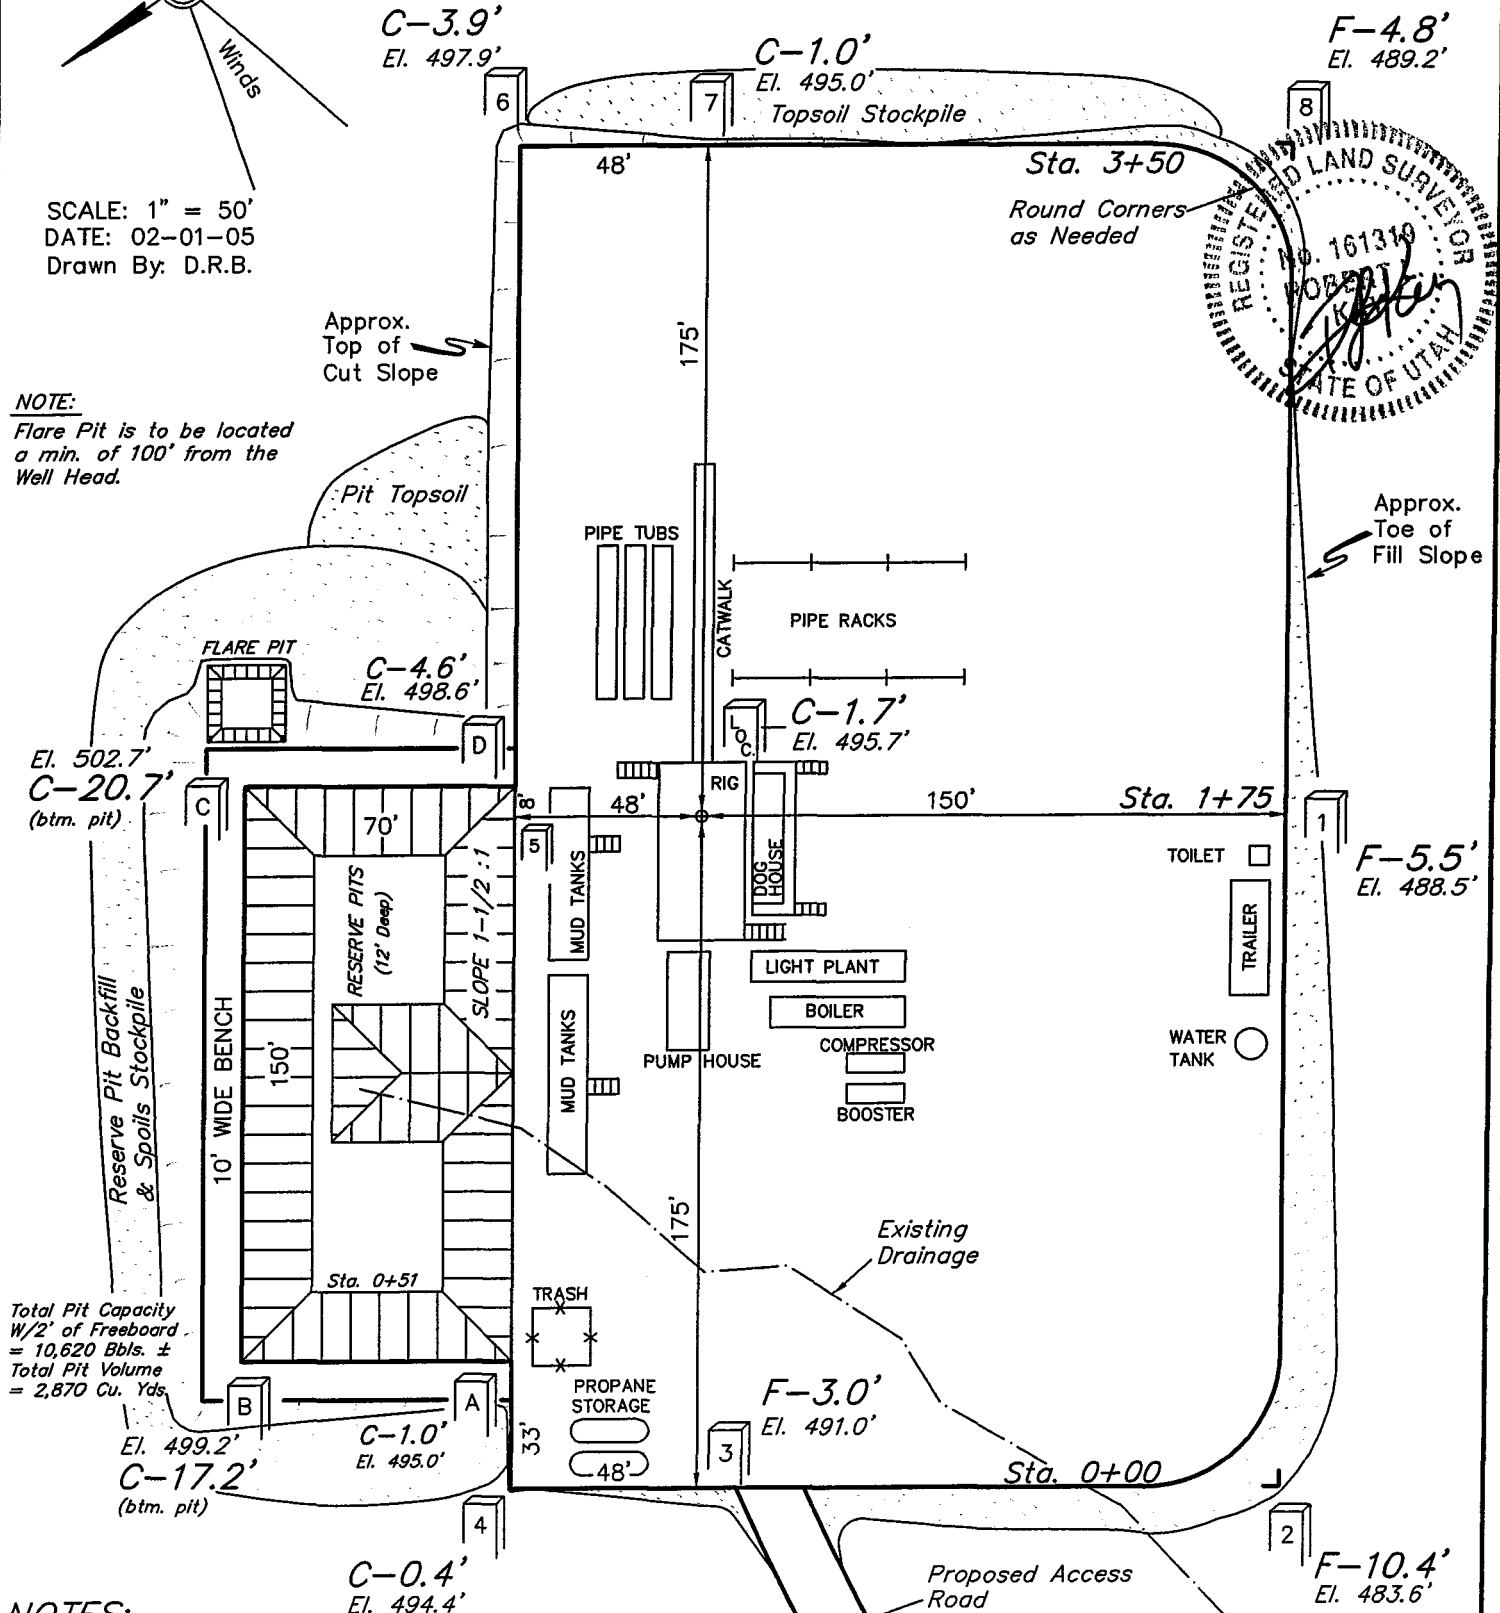 Winds
C-3.9'
El. 497.9'
C-1.0'
El. 495.0'
Topsoil Stockpile
F-4.8'
El. 489.2'
6
7
8
48'
Sta. 3+50
Round Corners
as Needed
REGISTERED LAND SURVEYOR
No. 161319
ROBERT
STATE OF UTAH
SCALE: 1" = 50'
DATE: 02-01-05
Drawn By: D.R.B.
Approx.
Top of
Cut Slope
175'
NOTE:
Flare Pit is to be located
a min. of 100' from the
Well Head.
Pit Topsoil
Approx.
Toe of
Fill Slope
PIPE TUBS
CATWALK
PIPE RACKS
FLARE PIT
C-4.6'
El. 498.6'
D
LOC.
C-1.7'
El. 495.7'
El. 502.7'
C-20.7'
(btm. pit)
C
RIG
70'
8'
48'
150'
Sta. 1+75
5
1
MUD TANKS
DOG
HOUSE
TOILET
F-5.5'
El. 488.5'
RESERVE PITS
(12' Deep)
SLOPE 1-1/2 :1
TRAILER
LIGHT PLANT
BOILER
COMPRESSOR
BOOSTER
PUMP HOUSE
WATER
TANK
Reserve Pit Backfill
& Spoils Stockpile
10' WIDE BENCH
150'
MUD TANKS
175'
Existing
Drainage
Sta. 0+51
TRASH
Total Pit Capacity
W/2' of Freeboard
= 10,620 Bbls. ±
Total Pit Volume
= 2,870 Cu. Yds.
B
A
PROPANE
STORAGE
F-3.0'
El. 491.0'
El. 499.2'
C-17.2'
(btm. pit)
C-1.0'
El. 495.0'
33'
48'
3
Sta. 0+00
4
2
C-0.4'
El. 494.4'
Proposed Access
Road
F-10.4'
El. 483.6'
NOTES: